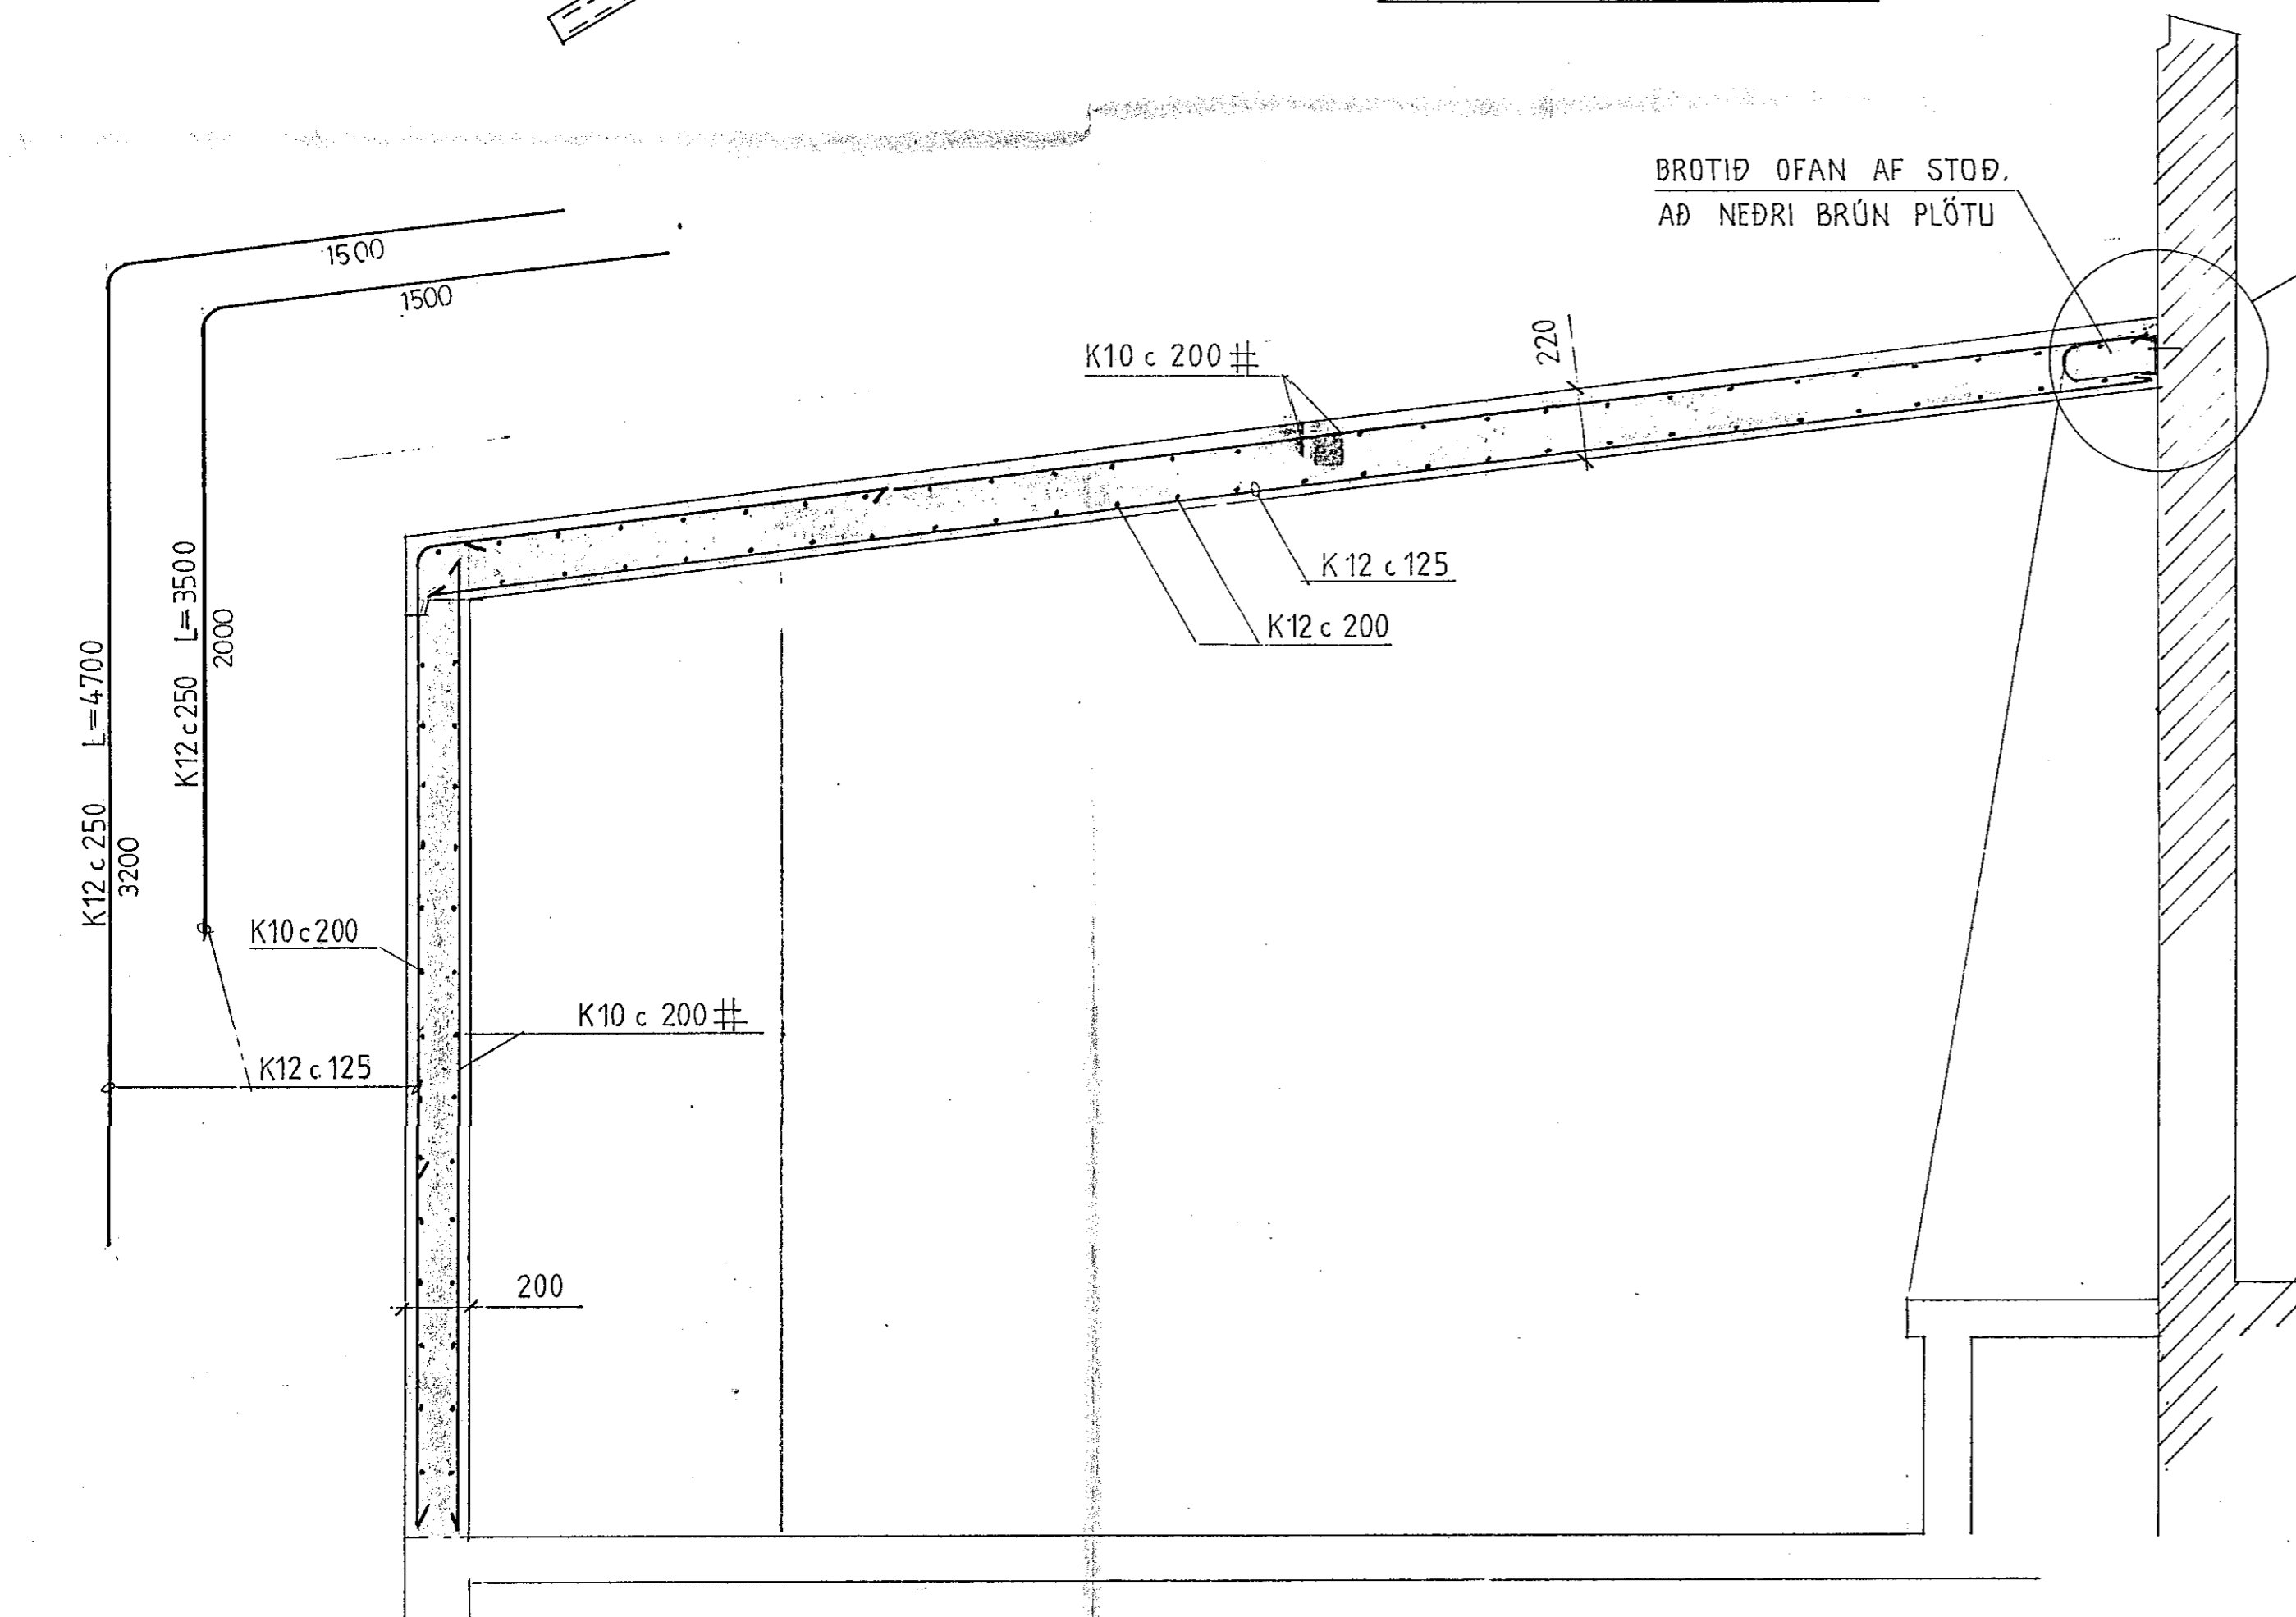 BROTIÐ OFAN AF STOÐ.
AÐ NEÐRI BRÚN PLÖTU
1500
1500
K10 c 200 #
220
K12 c 250 L=3500
2000
K12 c 125
K12 c 200
K12 c 250 L=4700
3200
K10 c 200
K10 c 200 #
K12 c 125
200